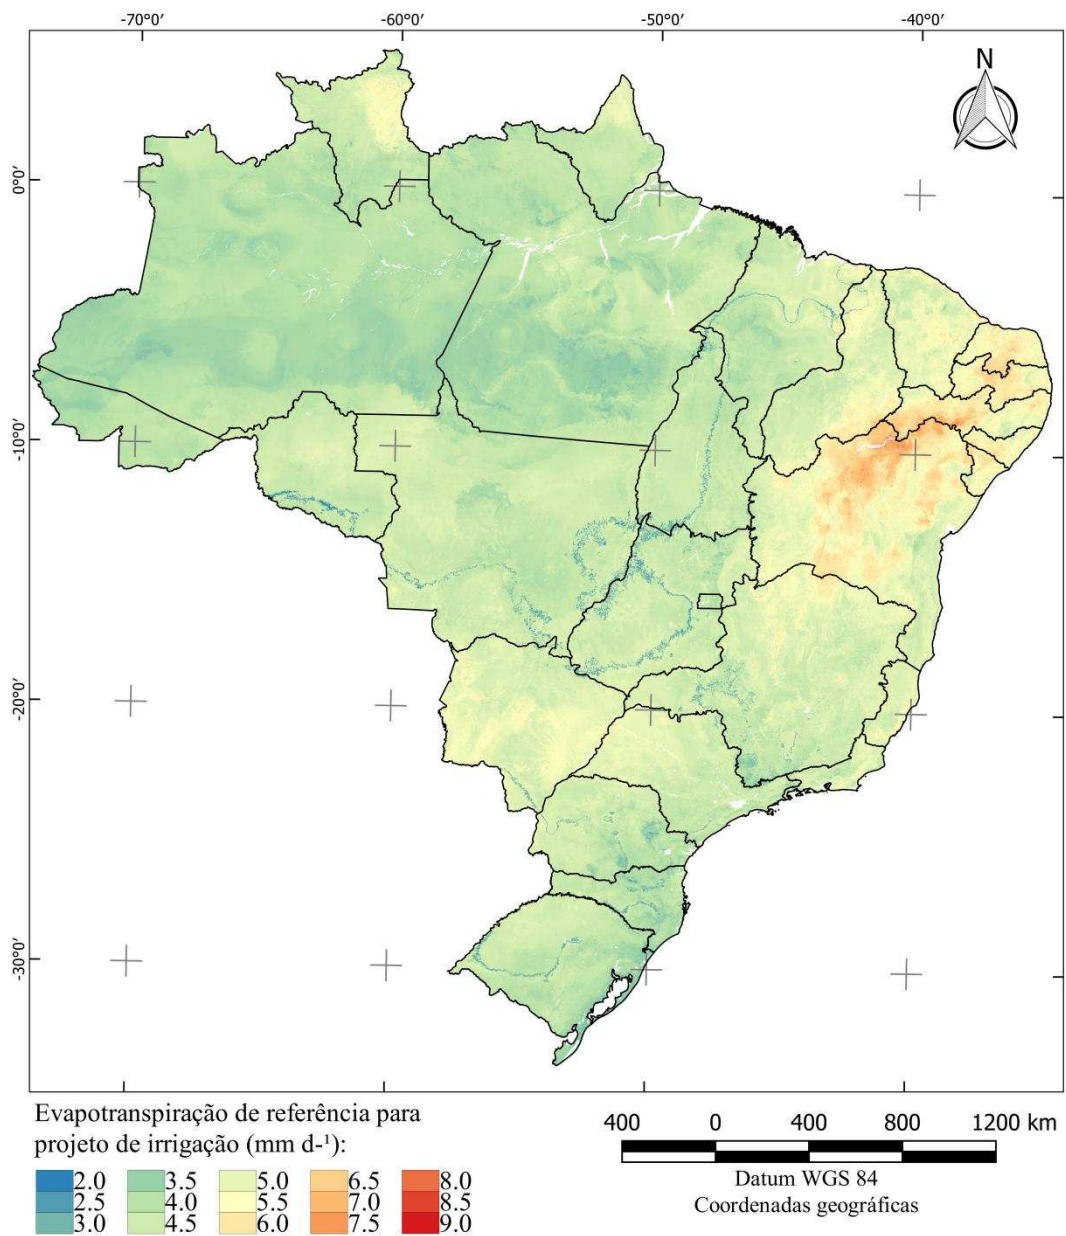 -70°0′ -60°0′ -50°0′ -40°0′
N
0°0′
-10°0′
-20°0′
-30°0′
Evapotranspiração de referência para
projeto de irrigação (mm d-¹):
2.0 3.5 5.0 6.5 8.0
2.5 4.0 5.5 7.0 8.5
3.0 4.5 6.0 7.5 9.0
400 0 400 800 1200 km
Datum WGS 84
Coordenadas geográficas